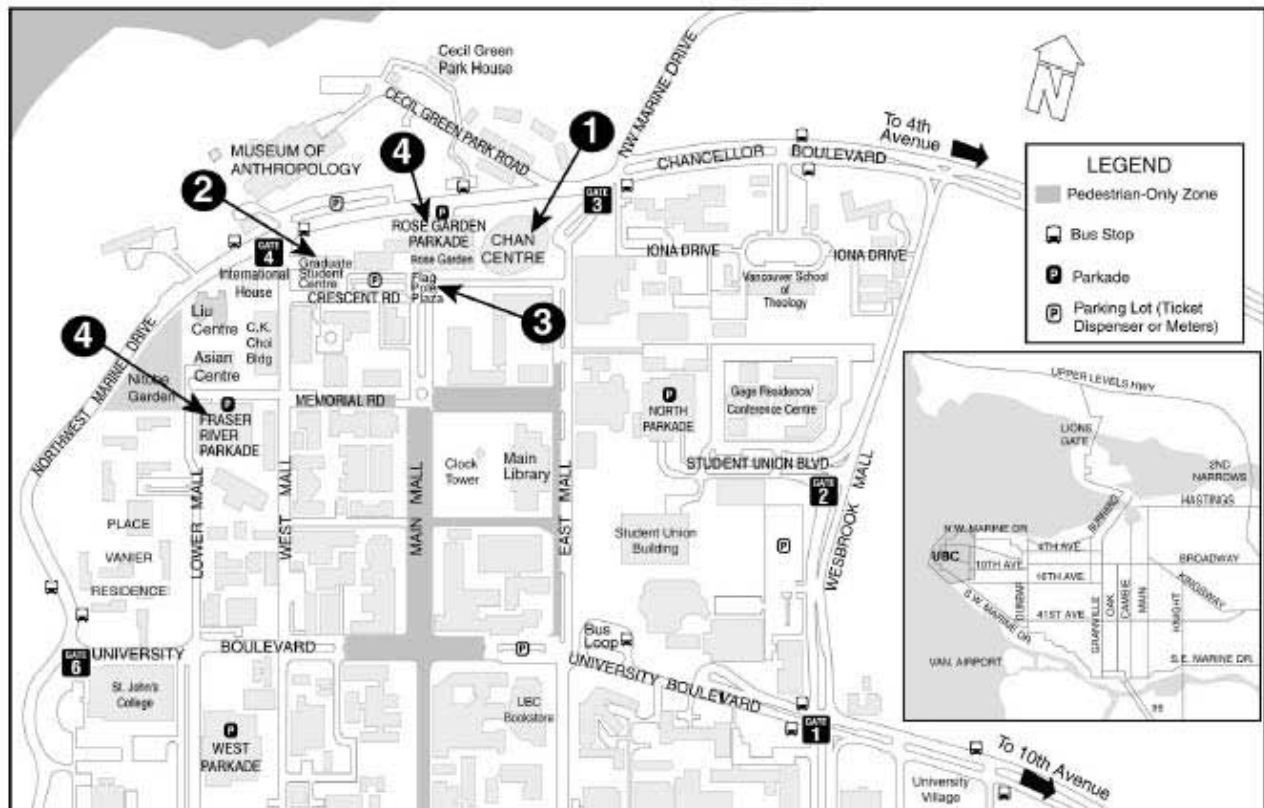 Cecil Green
Park House
CECIL GREEN PARK ROAD
NW MARINE DRIVE
N
To 4th
Avenue
CHANCELLOR BOULEVARD
LEGEND
Pedestrian-Only Zone
Bus Stop
P Parkade
P Parking Lot (Ticket
Dispenser or Meters)
1
4
2
MUSEUM OF
ANTHROPOLOGY
P
P
GATE
3
ROSE GARDEN
PARKADE
Rose Garden
CHAN
CENTRE
GATE
4
International
House
Graduate
Student
Centre
P
CRESCENT RD
Flag
Pole
Plaza
3
IONA DRIVE
IONA DRIVE
Vancouver School
of
Theology
4
Liu
Centre
C.K.
Choi
Bldg
Asian
Centre
Nitobe
Garden
NORTHWEST MARINE DRIVE
P
FRASER
RIVER
PARKADE
MEMORIAL RD
P
NORTH
PARKADE
Gage Residence/
Conference Centre
STUDENT UNION BLVD
GATE
2
Clock
Tower
Main
Library
LOWER MALL
WEST MALL
MAIN MALL
EAST MALL
WESBROOK MALL
PLACE
VANIER
RESIDENCE
Student Union
Building
P
Bus
Loop
GATE
6
UNIVERSITY BOULEVARD
P
UNIVERSITY BOULEVARD
St. John's
College
UBC
Bookstore
GATE
1
P
WEST
PARKADE
To 10th Avenue
University
Village
UPPER LEVELS HWY
LIONS
GATE
2ND
NARROWS
HASTINGS
BURRARD
N.W. MARINE DR.
4TH AVE.
UBC
10TH AVE.
BROADWAY
16TH AVE.
KINGSWAY
DUNBAR
41ST AVE.
GRANVILLE
OAK
CAMBIE
MAIN
KNIGHT
S.W. MARINE DR.
VAN. AIRPORT
S.E. MARINE DR.
99